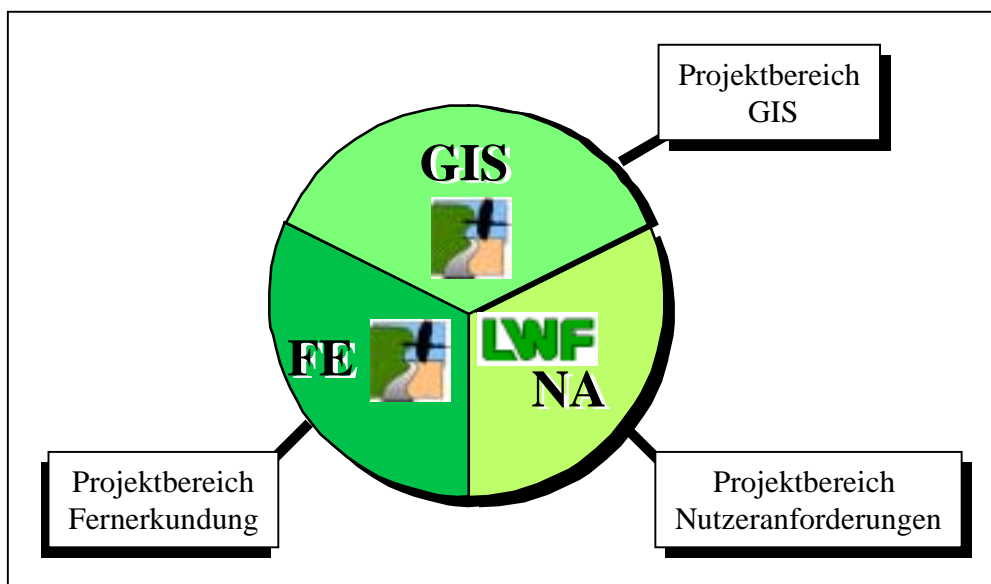 Projektbereich
GIS
GIS
FE
LWF
NA
Projektbereich
Fernerkundung
Projektbereich
Nutzeranforderungen